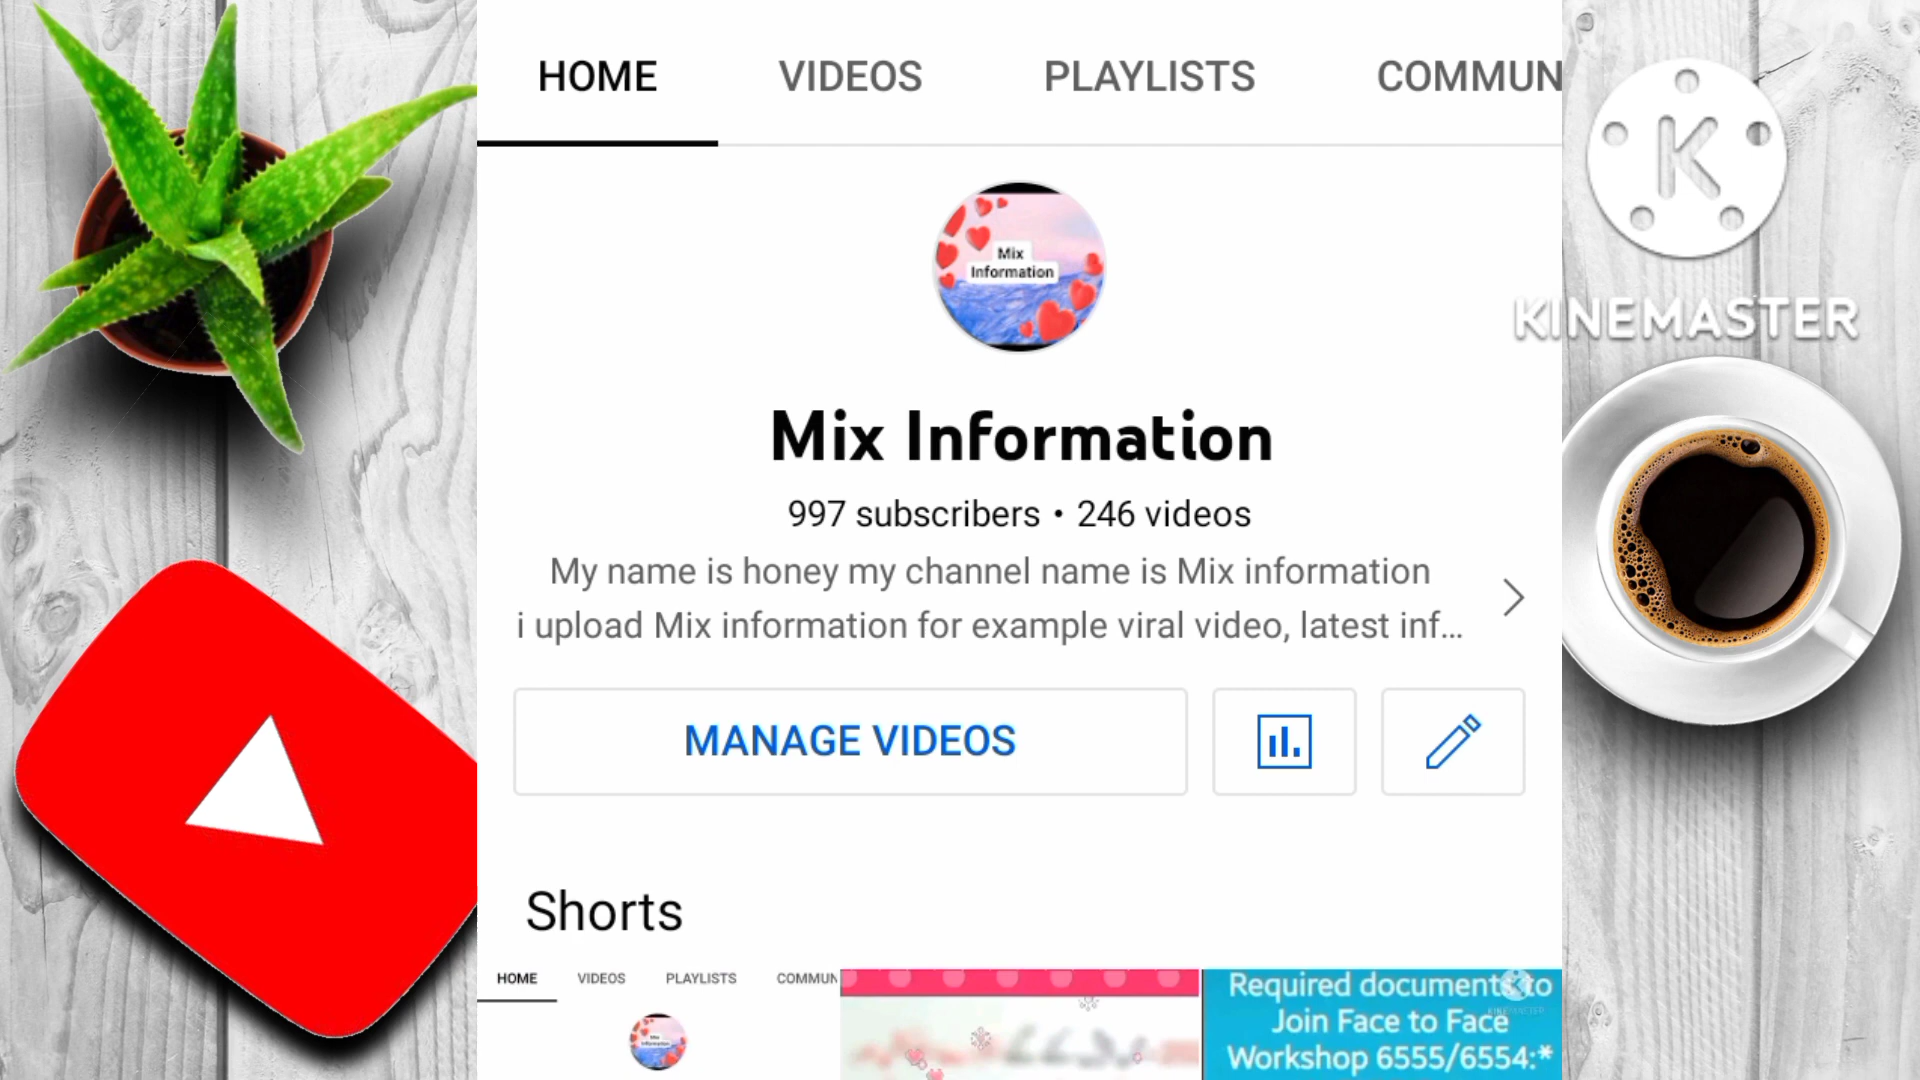 HOME VIDEOS PLAYLISTS COMMUN
KINEMASTER
Mix
Information
Mix Information
997 subscribers • 246 videos
My name is honey my channel name is Mix information
i upload Mix information for example viral video, latest inf...
MANAGE VIDEOS
Shorts
HOME VIDEOS PLAYLISTS COMMUN
Required documents to
Join Face to Face
Workshop 6555/6554:*
KINEMASTER